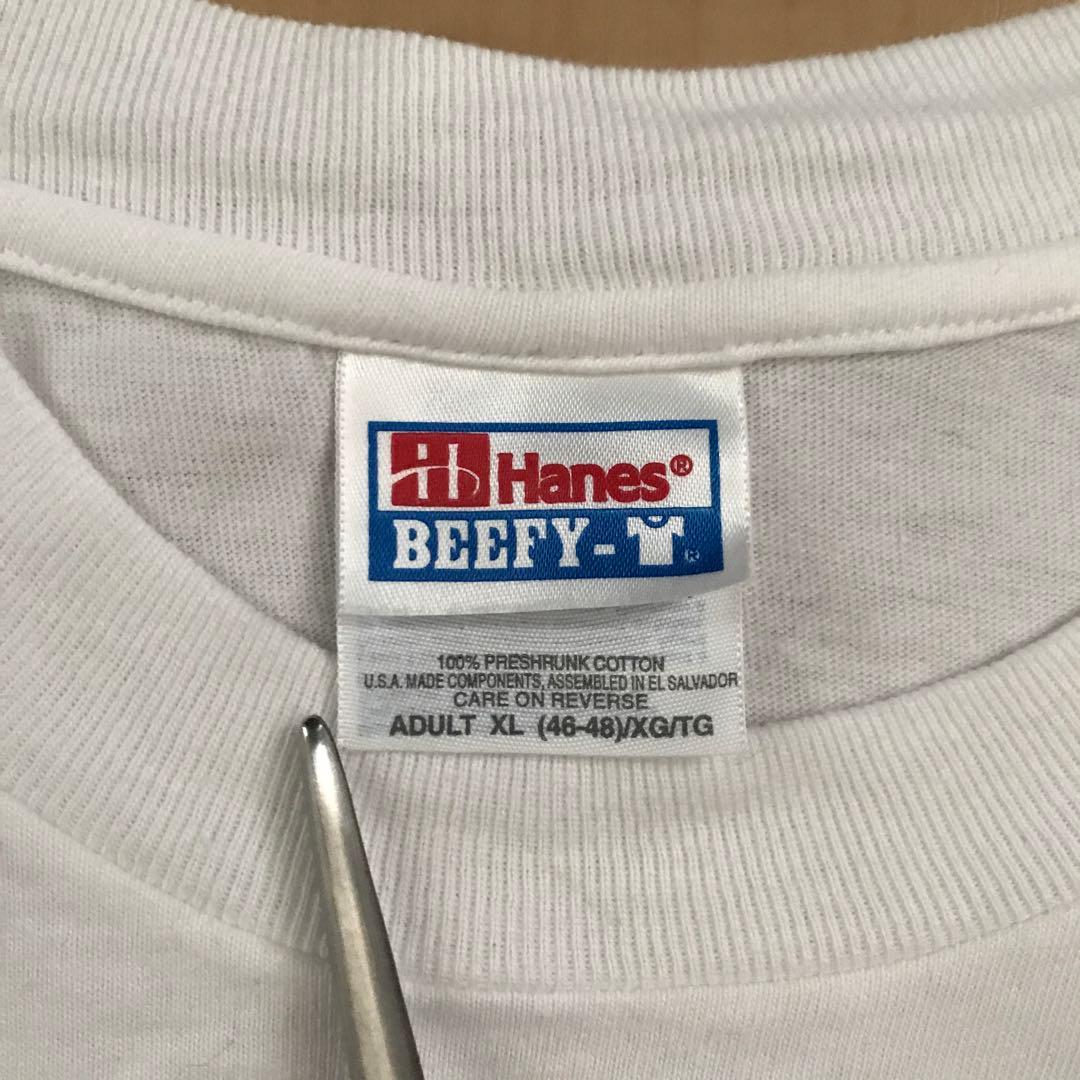 Hanes®
BEEFY-T®
100% PRESHRUNK COTTON
U.S.A. MADE COMPONENTS, ASSEMBLED IN EL SALVADOR
CARE ON REVERSE
ADULT XL (46-48)/XG/TG